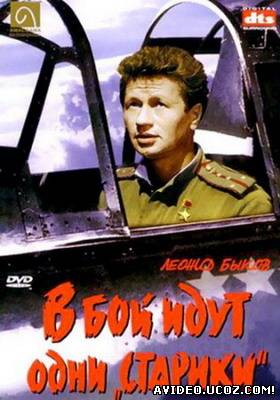 DIGITAL
dts
ЛЕОНИД БЫКОВ
DVD
В БОЙ ИДУТ
ОДНИ „СТАРИКИ“
AVIDEO.UCOZ.COM!